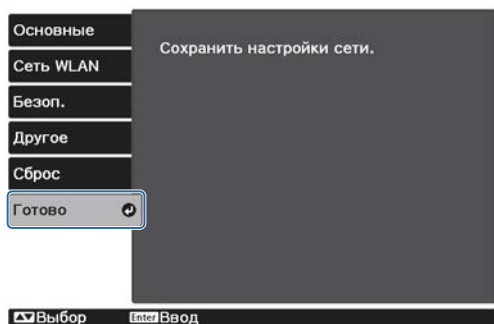 Основные
Сеть WLAN
Безоп.
Другое
Сброс
Готово
Сохранить настройки сети.
Выбор Enter Ввод